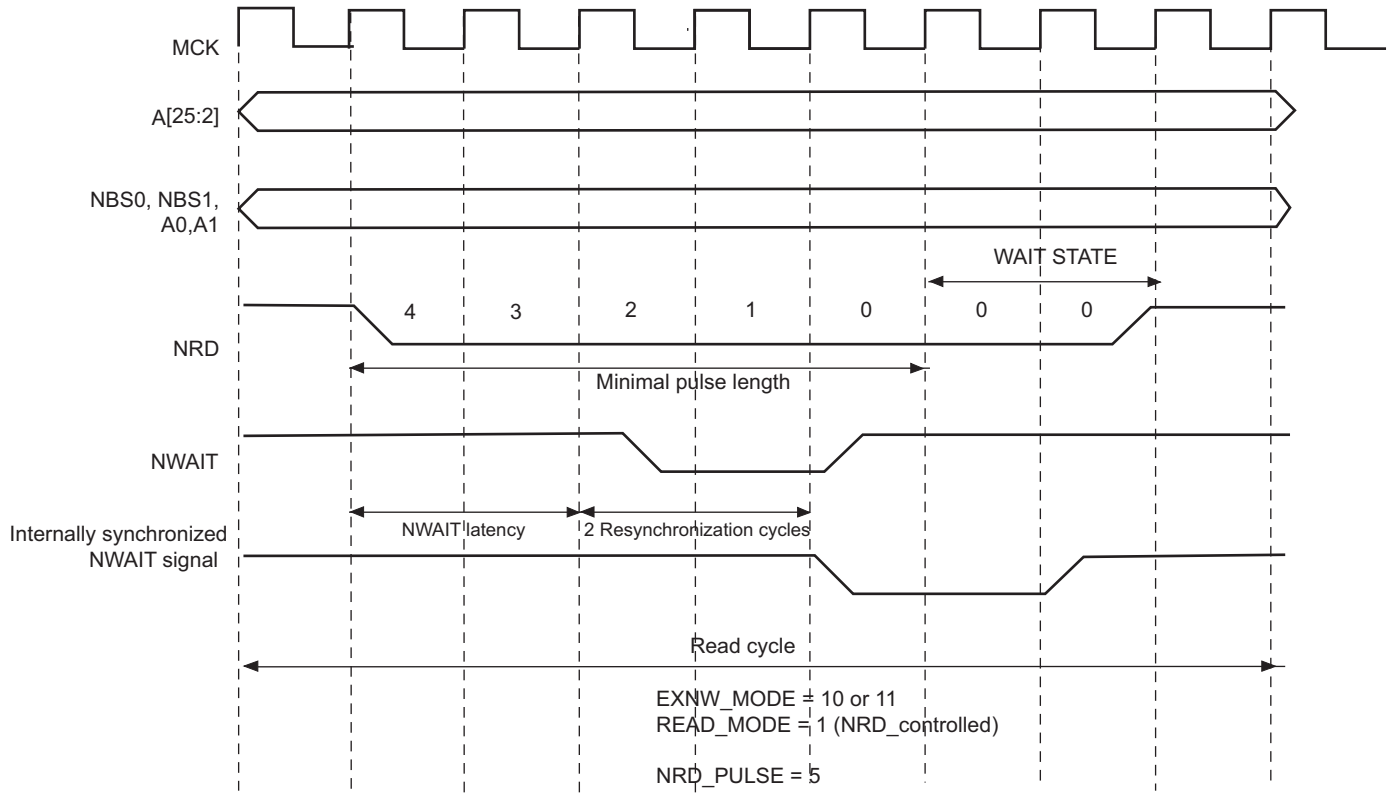 MCK
A[25:2]
NBS0, NBS1,
A0,A1
WAIT STATE
4 3 2 1 0 0 0
NRD
Minimal pulse length
NWAIT
NWAIT latency
2 Resynchronization cycles
Internally synchronized
NWAIT signal
Read cycle
EXNW_MODE = 10 or 11
READ_MODE = 1 (NRD_controlled)
NRD_PULSE = 5